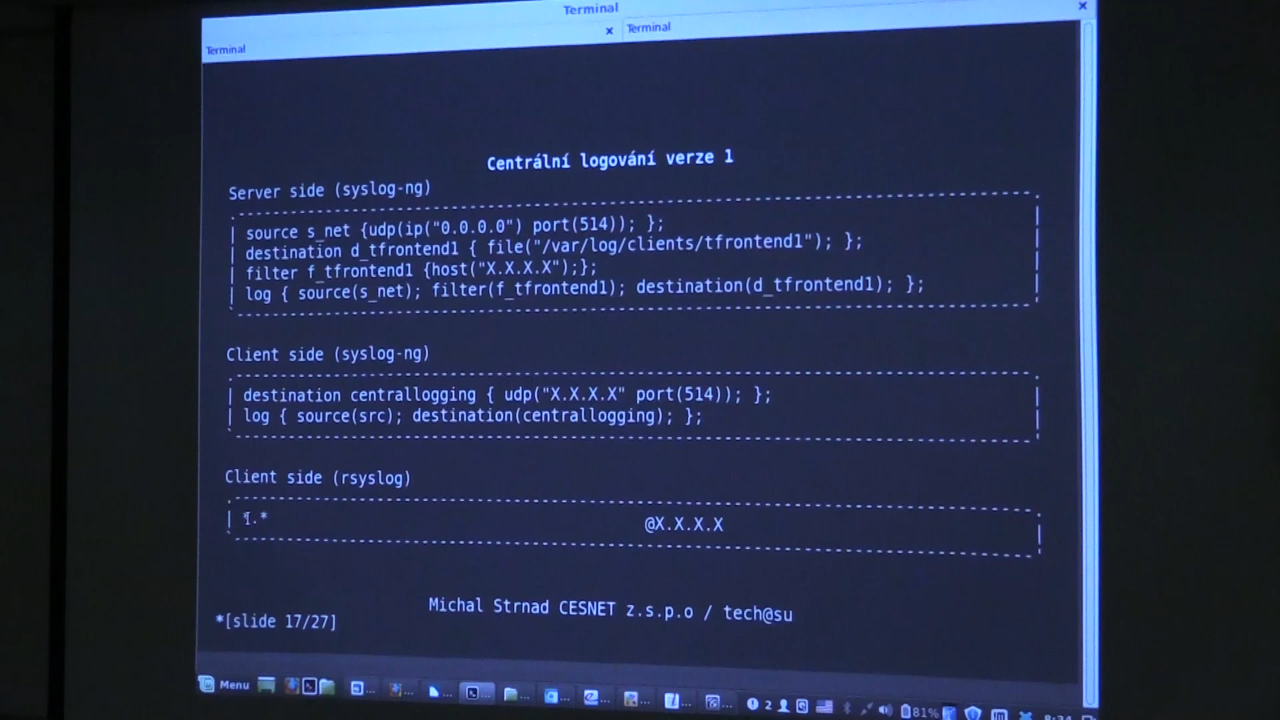 Terminal
Terminal
Terminal
Centrální logování verze 1
Server side (syslog-ng)
source s_net {udp(ip("0.0.0.0") port(514)); };
destination d_tfrontend1 { file("/var/log/clients/tfrontend1"); };
filter f_tfrontend1 {host("X.X.X.X");};
log { source(s_net); filter(f_tfrontend1); destination(d_tfrontend1); };
Client side (syslog-ng)
destination centrallogging { udp("X.X.X.X" port(514)); };
log { source(src); destination(centrallogging); };
Client side (rsyslog)
*.* @X.X.X.X
Michal Strnad CESNET z.s.p.o / tech@su
*[slide 17/27]
Menu 2 81%